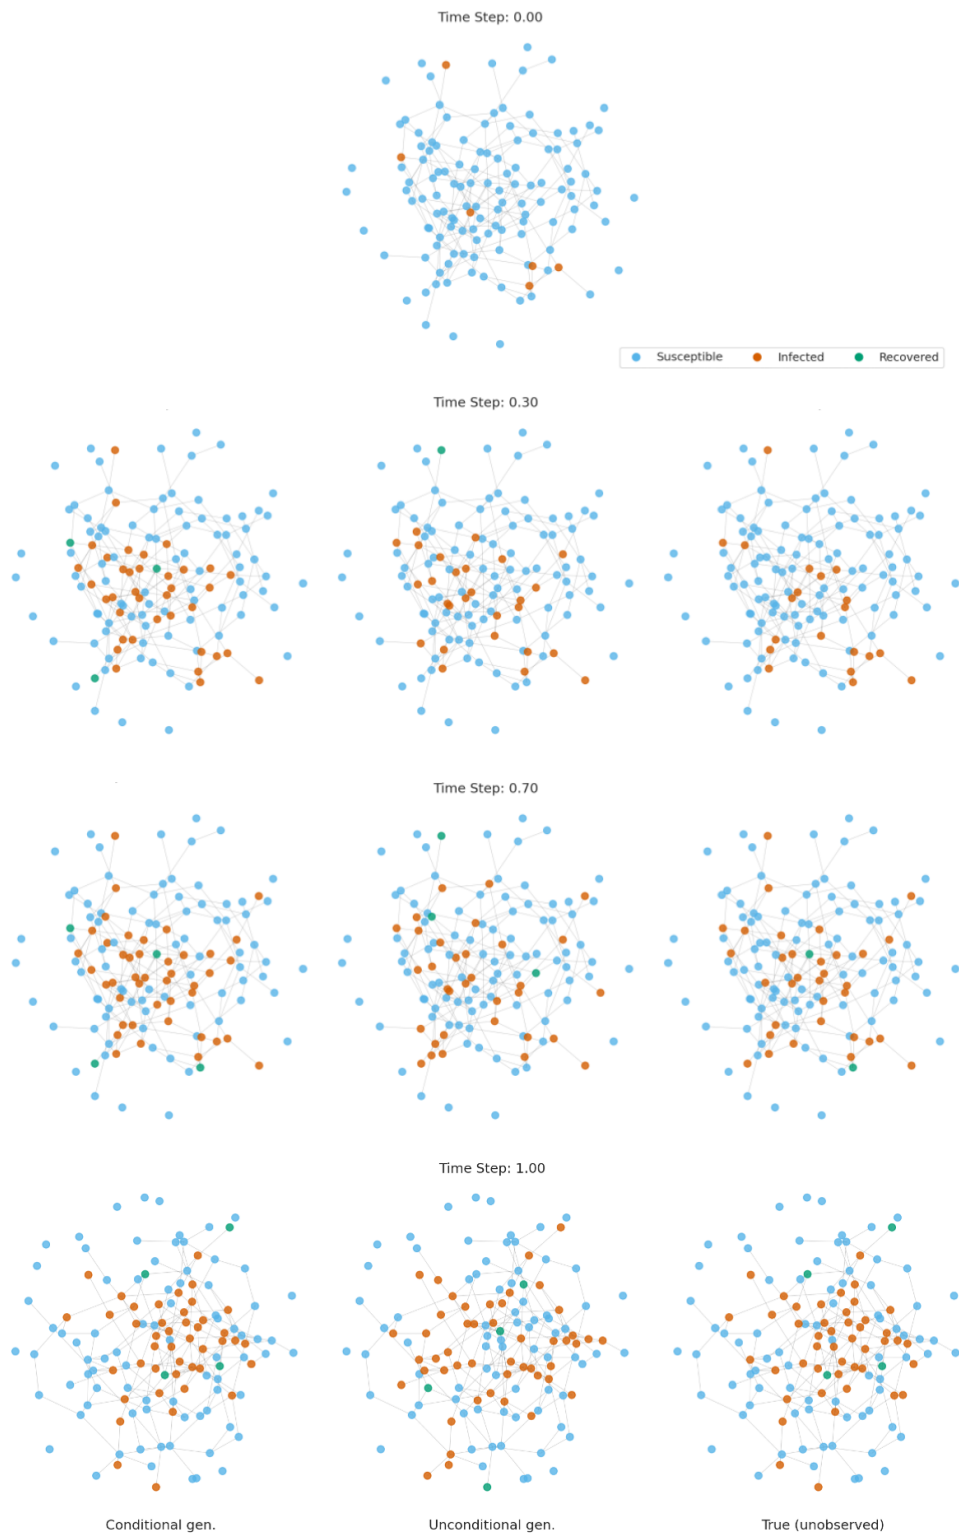 Time Step: 0.00
Susceptible Infected Recovered
Time Step: 0.30
Time Step: 0.70
Time Step: 1.00
Conditional gen. Unconditional gen. True (unobserved)